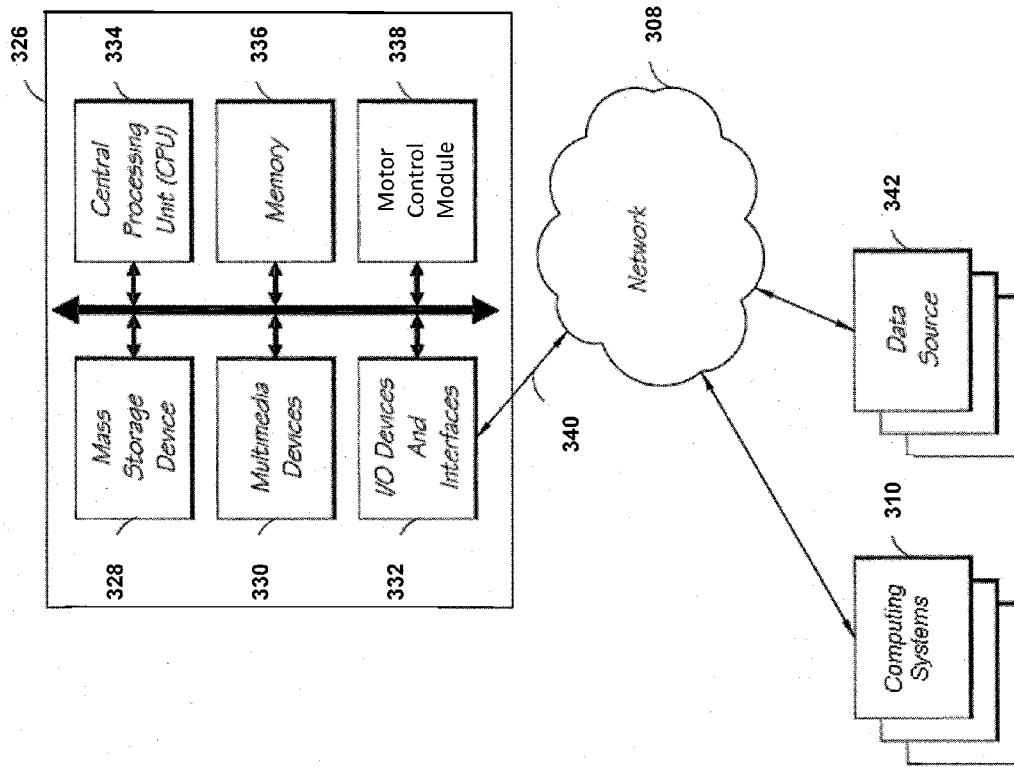 326
328
Mass
Storage
Device
Central
Processing
Unit (CPU)
334
330
Multimedia
Devices
Memory
336
332
I/O Devices
And
Interfaces
Motor
Control
Module
338
340
Network
308
Computing
Systems
310
Data
Source
342